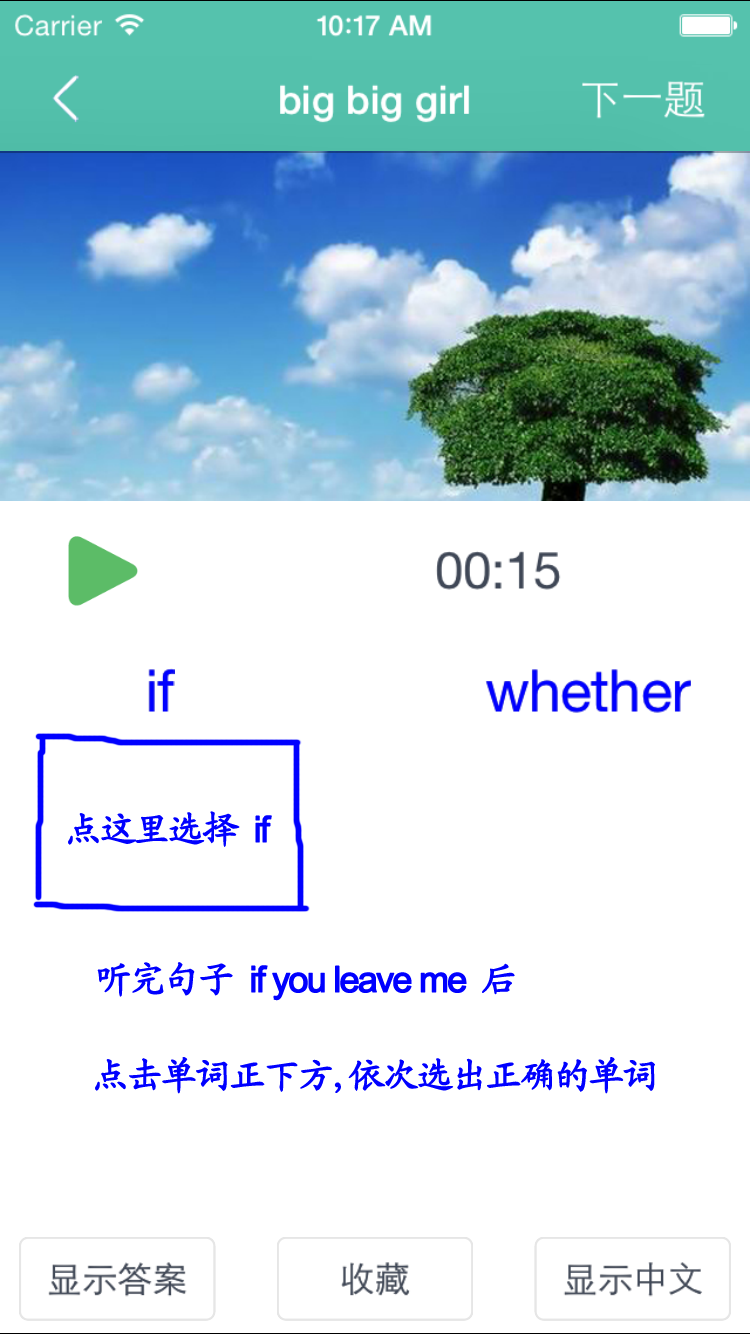 Carrier 10:17 AM
big big girl 下一题
00:15
if whether
点这里选择 if
听完句子 if you leave me 后
点击单词正下方,依次选出正确的单词
显示答案 收藏 显示中文